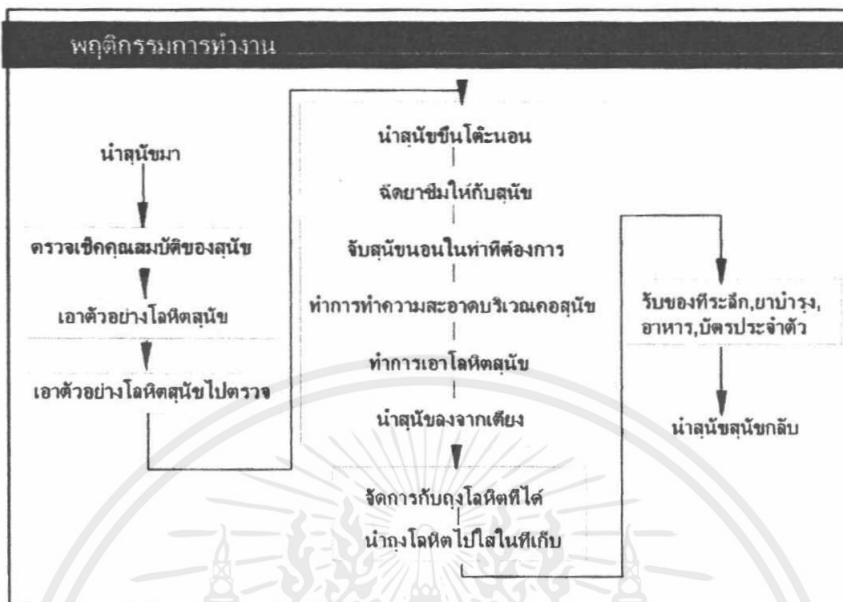 พฤติกรรมการทำงาน
นำสุนัขมา
ตรวจเช็คคุณสมบัติของสุนัข
เอาตัวอย่างโลหิตสุนัข
เอาตัวอย่างโลหิตสุนัขไปตรวจ
นำสุนัขขึ้นโต๊ะนอน
ฉีดยาซึมให้กับสุนัข
จับสุนัขนอนในท่าที่ต้องการ
ทำการทำความสะอาดบริเวณคอสุนัข
ทำการเอาโลหิตสุนัข
นำสุนัขลงจากเตียง
จัดการกับถุงโลหิตที่ได้
นำถุงโลหิตไปใส่ในที่เก็บ
รับของที่ระลึก,ยาบำรุง,
อาหาร,บัตรประจำตัว
นำสุนัขสุนัขกลับ